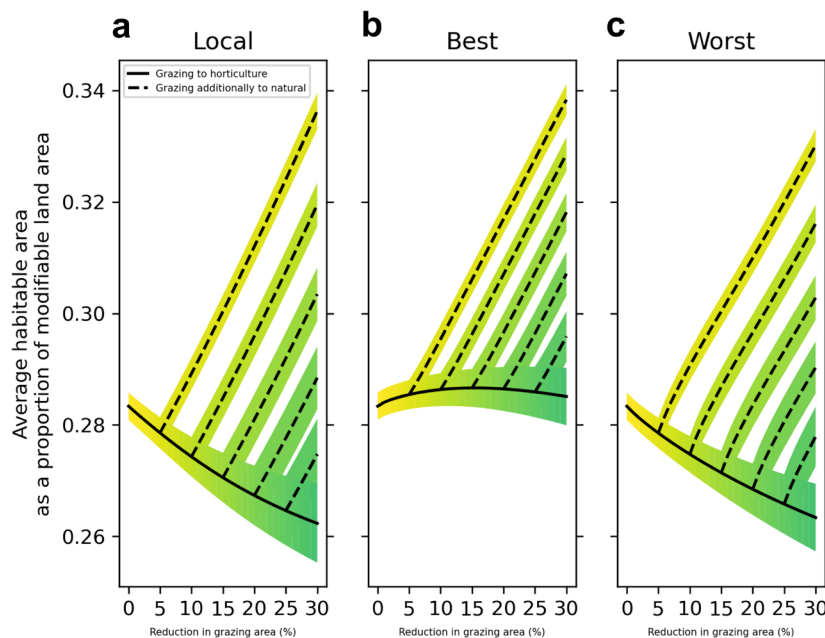 a
Local
b
Best
c
Worst
Grazing to horticulture
Grazing additionally to natural
Average habitable area
as a proportion of modifiable land area
0.34
0.32
0.30
0.28
0.26
0 5 10 15 20 25 30
0 5 10 15 20 25 30
0 5 10 15 20 25 30
Reduction in grazing area (%)
Reduction in grazing area (%)
Reduction in grazing area (%)